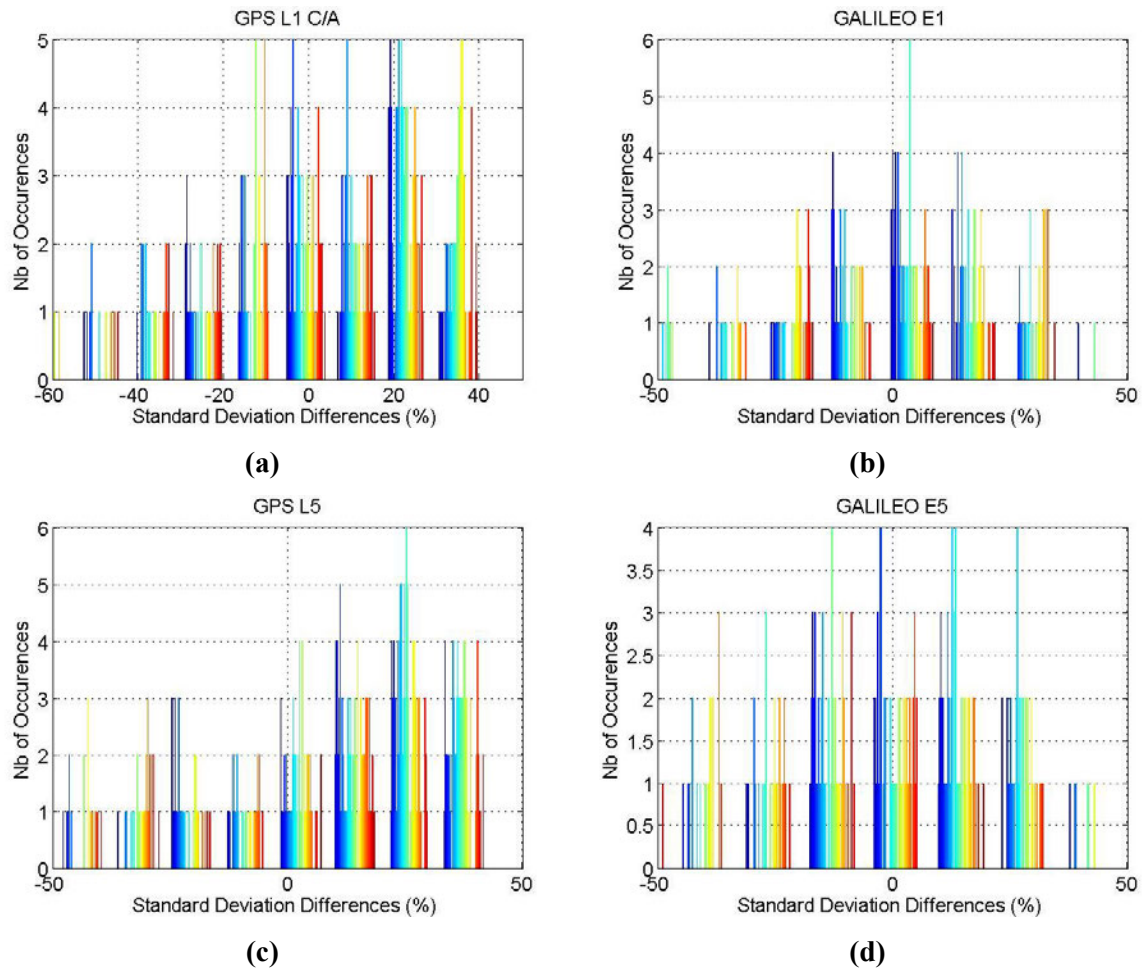 GPS L1 C/A
5
4
3
2
1
0
Nb of Occurences
-60 -40 -20 0 20 40
Standard Deviation Differences (%)
(a)
GALILEO E1
6
5
4
3
2
1
0
Nb of Occurences
-50 0 50
Standard Deviation Differences (%)
(b)
GPS L5
6
5
4
3
2
1
0
Nb of Occurences
-50 0 50
Standard Deviation Differences (%)
(c)
GALILEO E5
4
3.5
3
2.5
2
1.5
1
0.5
0
Nb of Occurences
-50 0 50
Standard Deviation Differences (%)
(d)